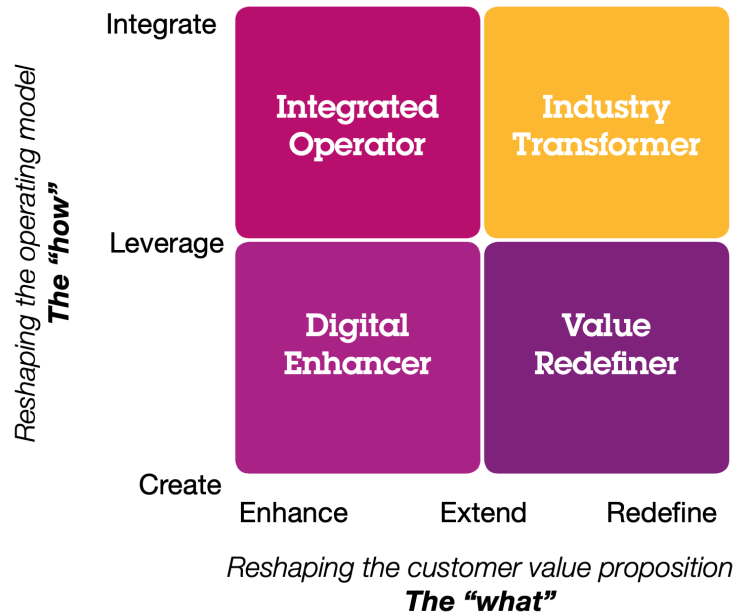 Integrate
Reshaping the operating model
The “how”
Integrated
Operator
Industry
Transformer
Leverage
Digital
Enhancer
Value
Redefiner
Create
Enhance
Extend
Redefine
Reshaping the customer value proposition
The “what”